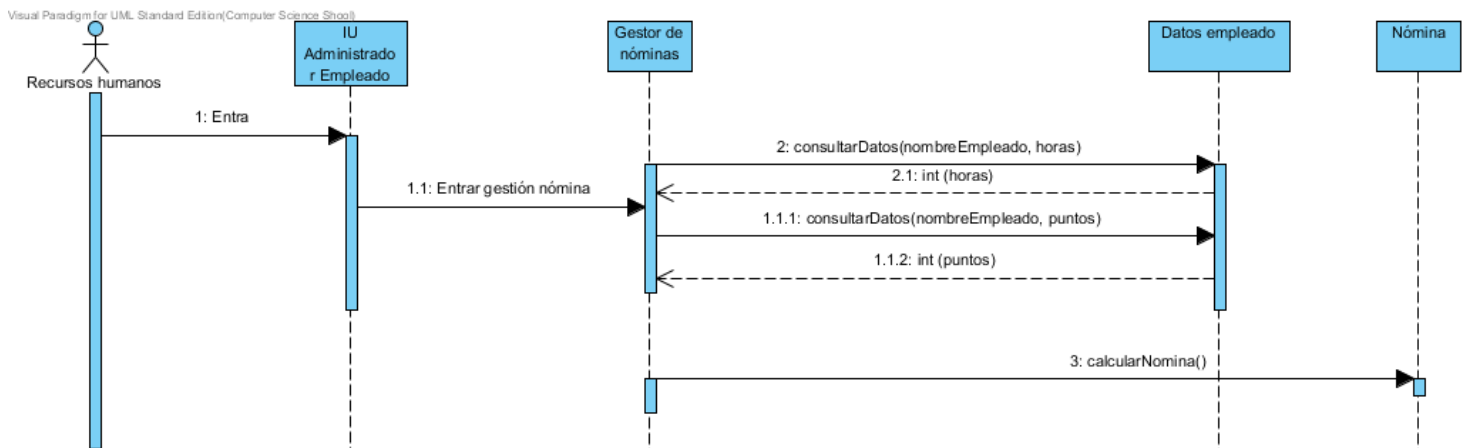 Visual Paradigm for UML Standard Edition(Computer Science Shool)
Recursos humanos
IU
Administrado
r Empleado
Gestor de
nóminas
Datos empleado
Nómina
1: Entra
2: consultarDatos(nombreEmpleado, horas)
2.1: int (horas)
1.1: Entrar gestión nómina
1.1.1: consultarDatos(nombreEmpleado, puntos)
1.1.2: int (puntos)
3: calcularNomina()